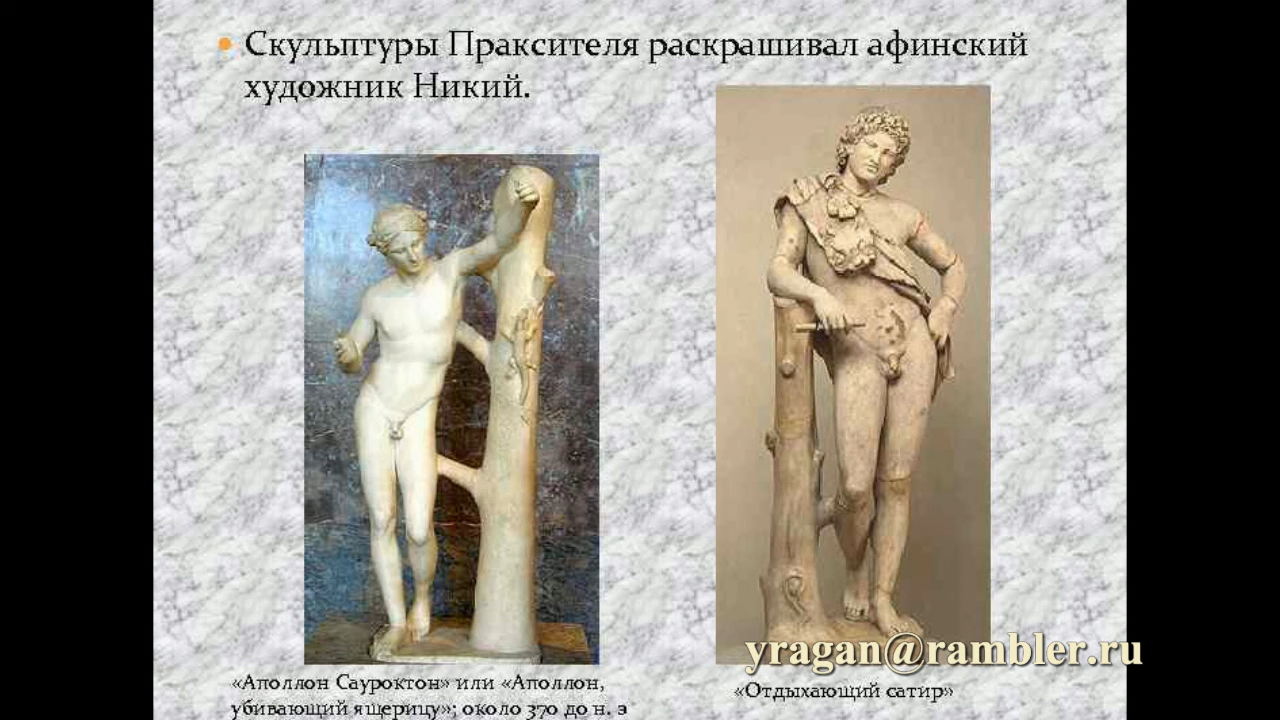 Скульптуры Праксителя раскрашивал афинский
художник Никий.
yragan@rambler.ru
«Аполлон Сауроктон» или «Аполлон,
убивающий ящерицу»; около 370 до н. э
«Отдыхающий сатир»